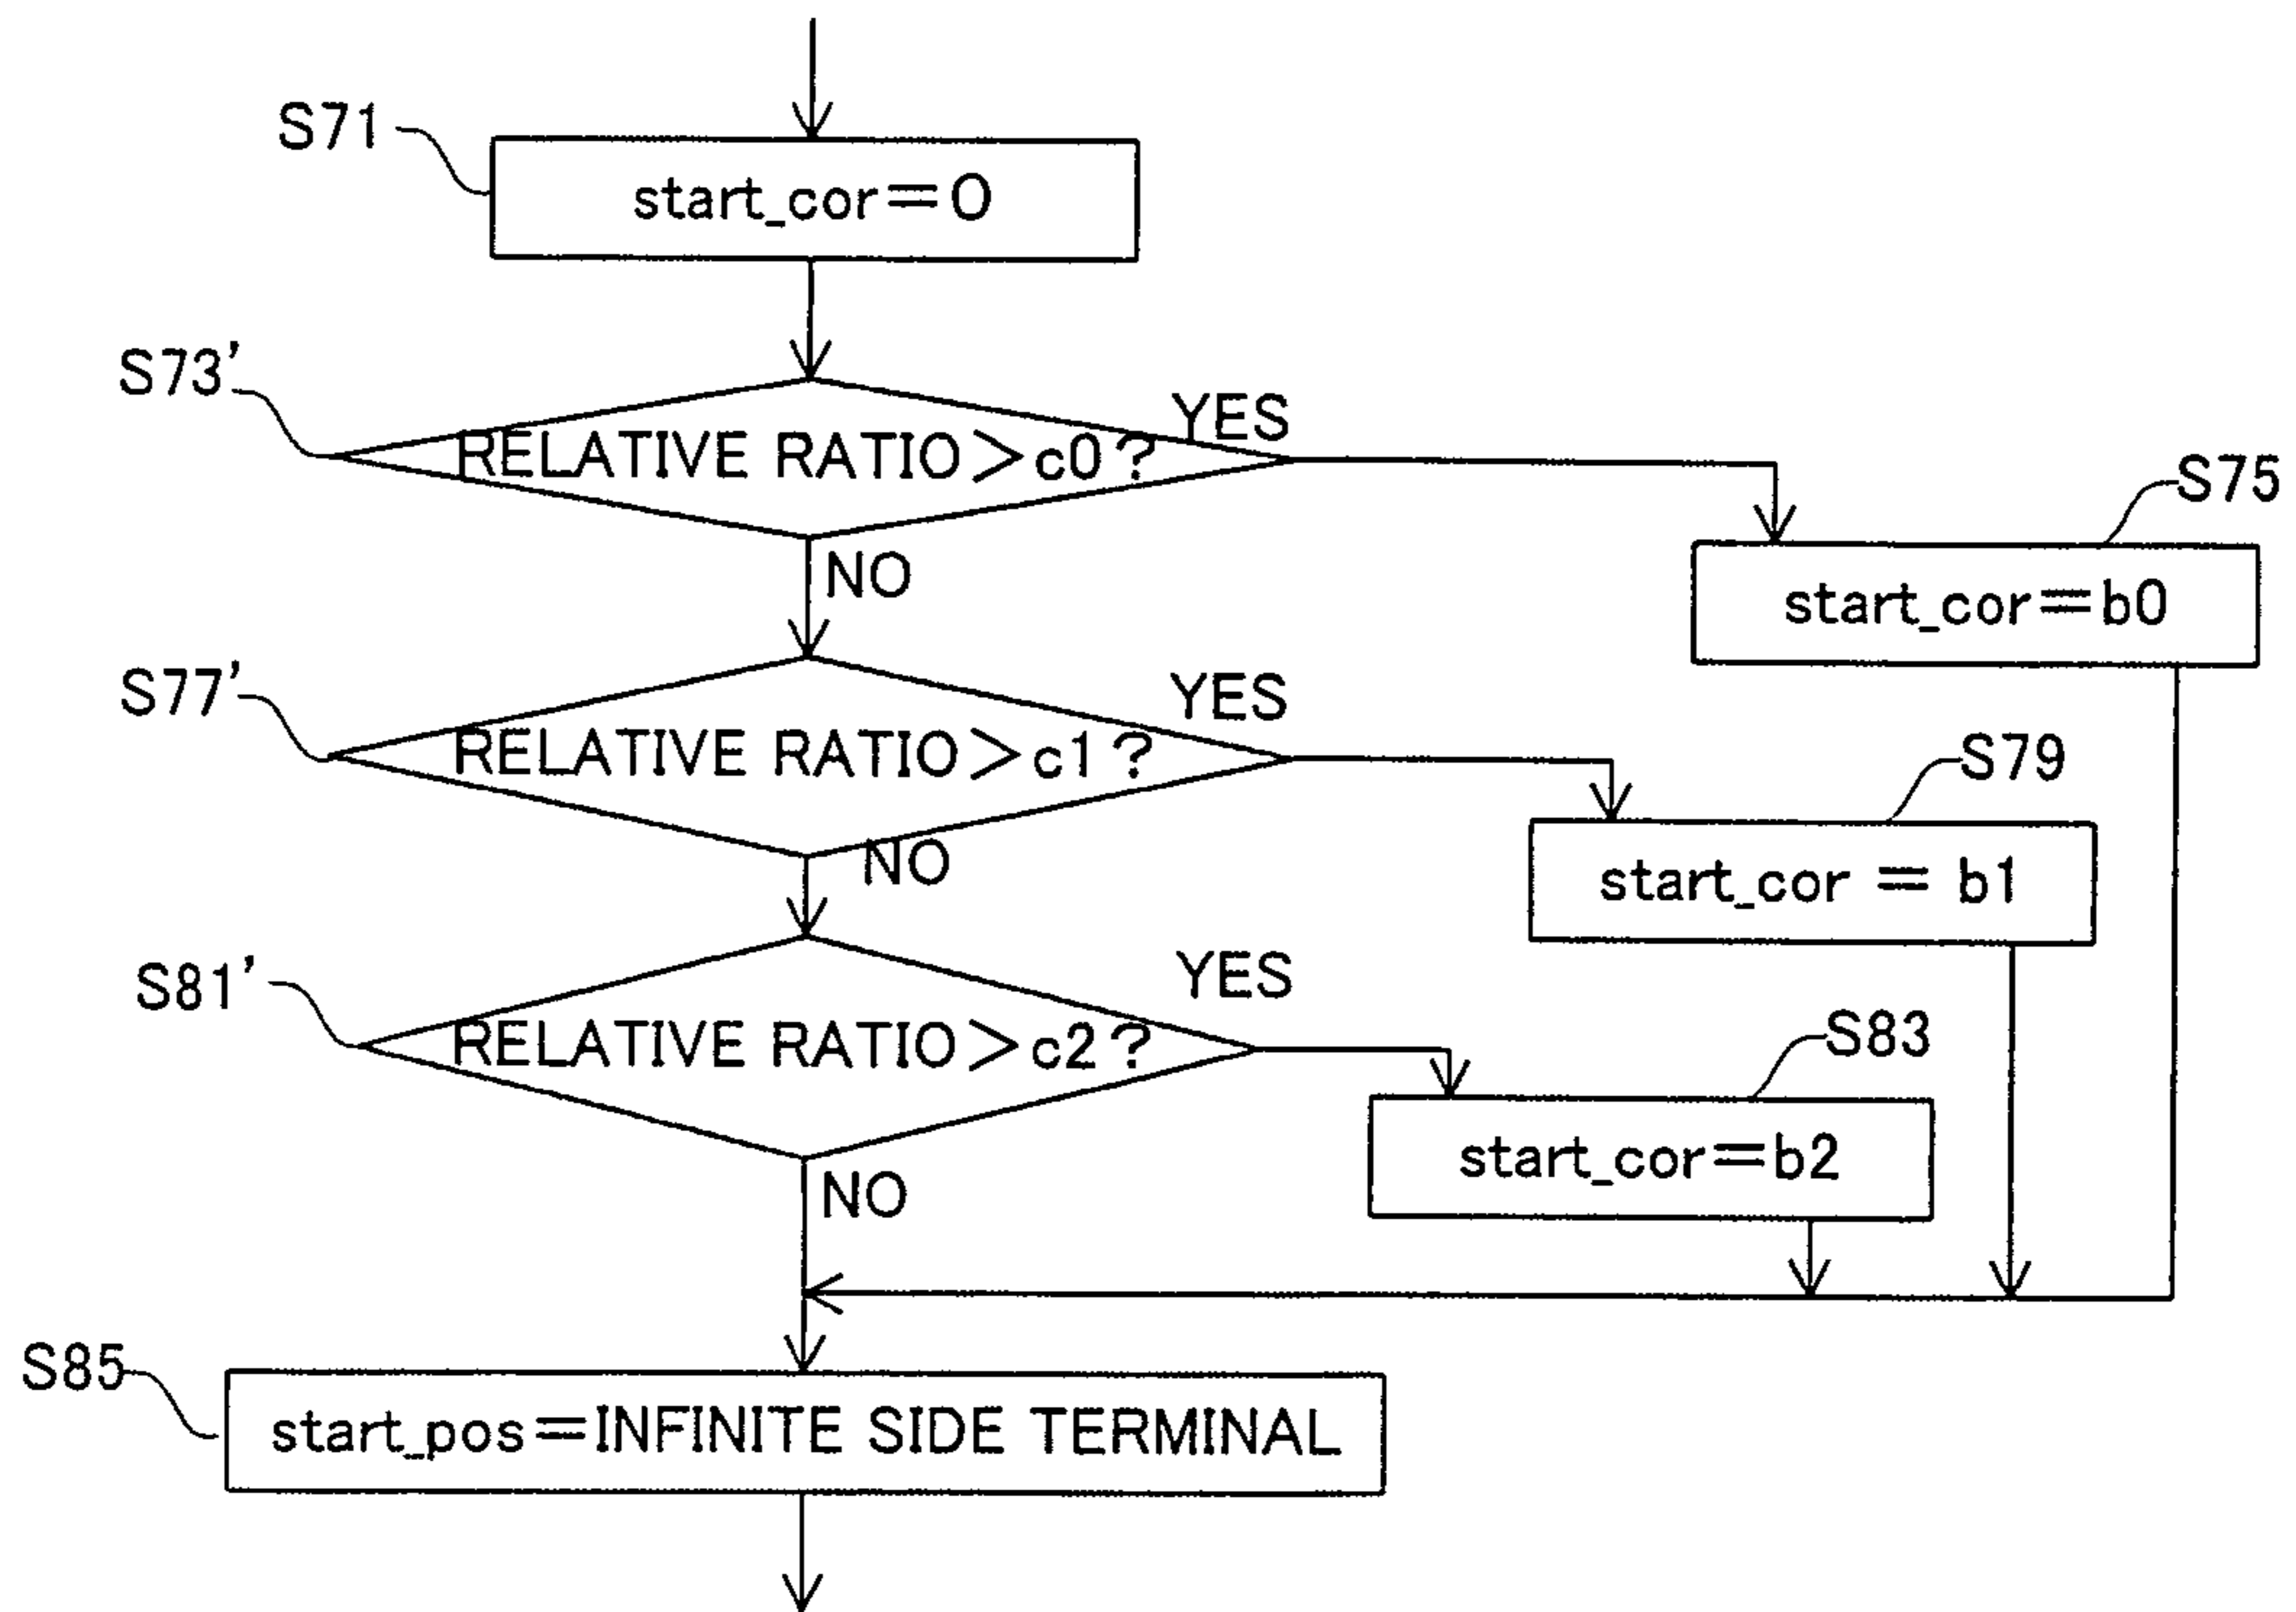 S71
start_cor=0
S73'
RELATIVE RATIO>c0?
YES
NO
S75
start_cor=b0
S77'
RELATIVE RATIO>c1?
YES
NO
S79
start_cor = b1
S81'
RELATIVE RATIO>c2?
YES
NO
S83
start_cor=b2
S85
start_pos=INFINITE SIDE TERMINAL